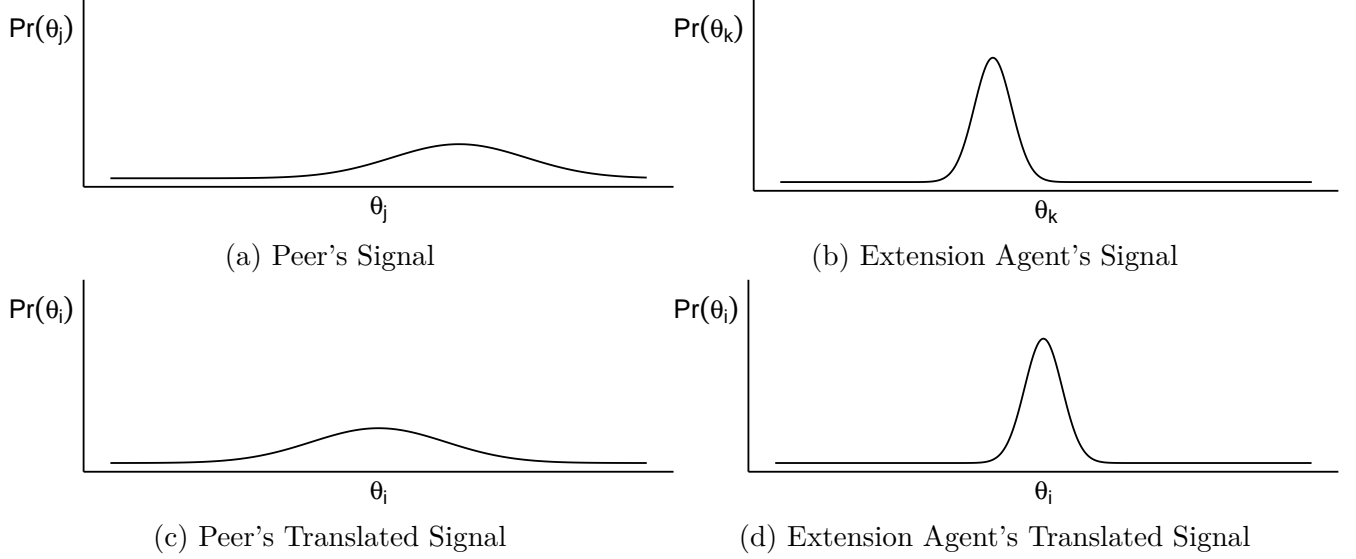 Pr(θj)
θj
(a) Peer's Signal
Pr(θk)
θk
(b) Extension Agent's Signal
Pr(θi)
θi
(c) Peer's Translated Signal
Pr(θi)
θi
(d) Extension Agent's Translated Signal